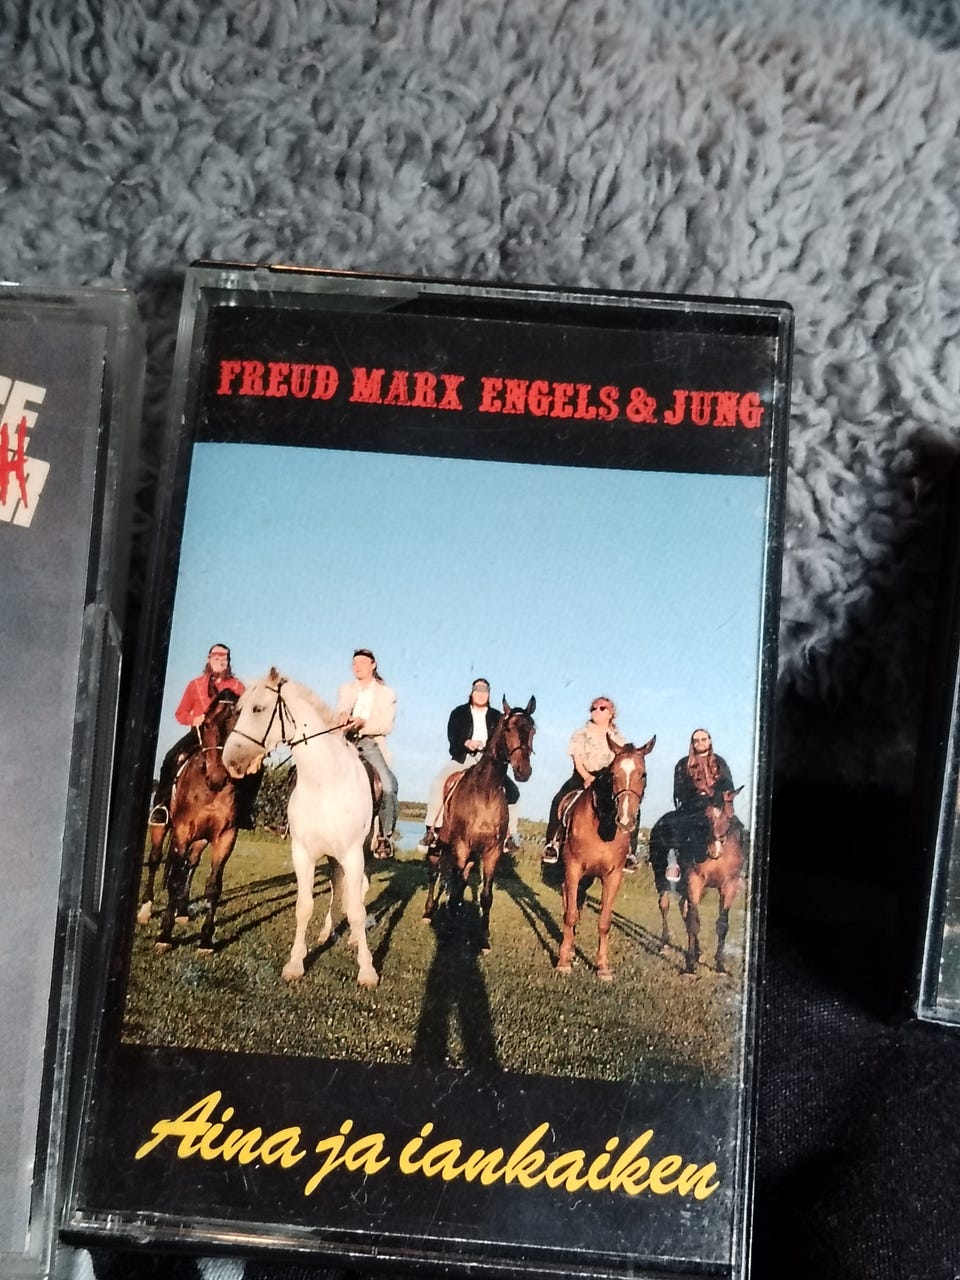 FREUD MARX ENGELS & JUNG
Aina ja iankaiken